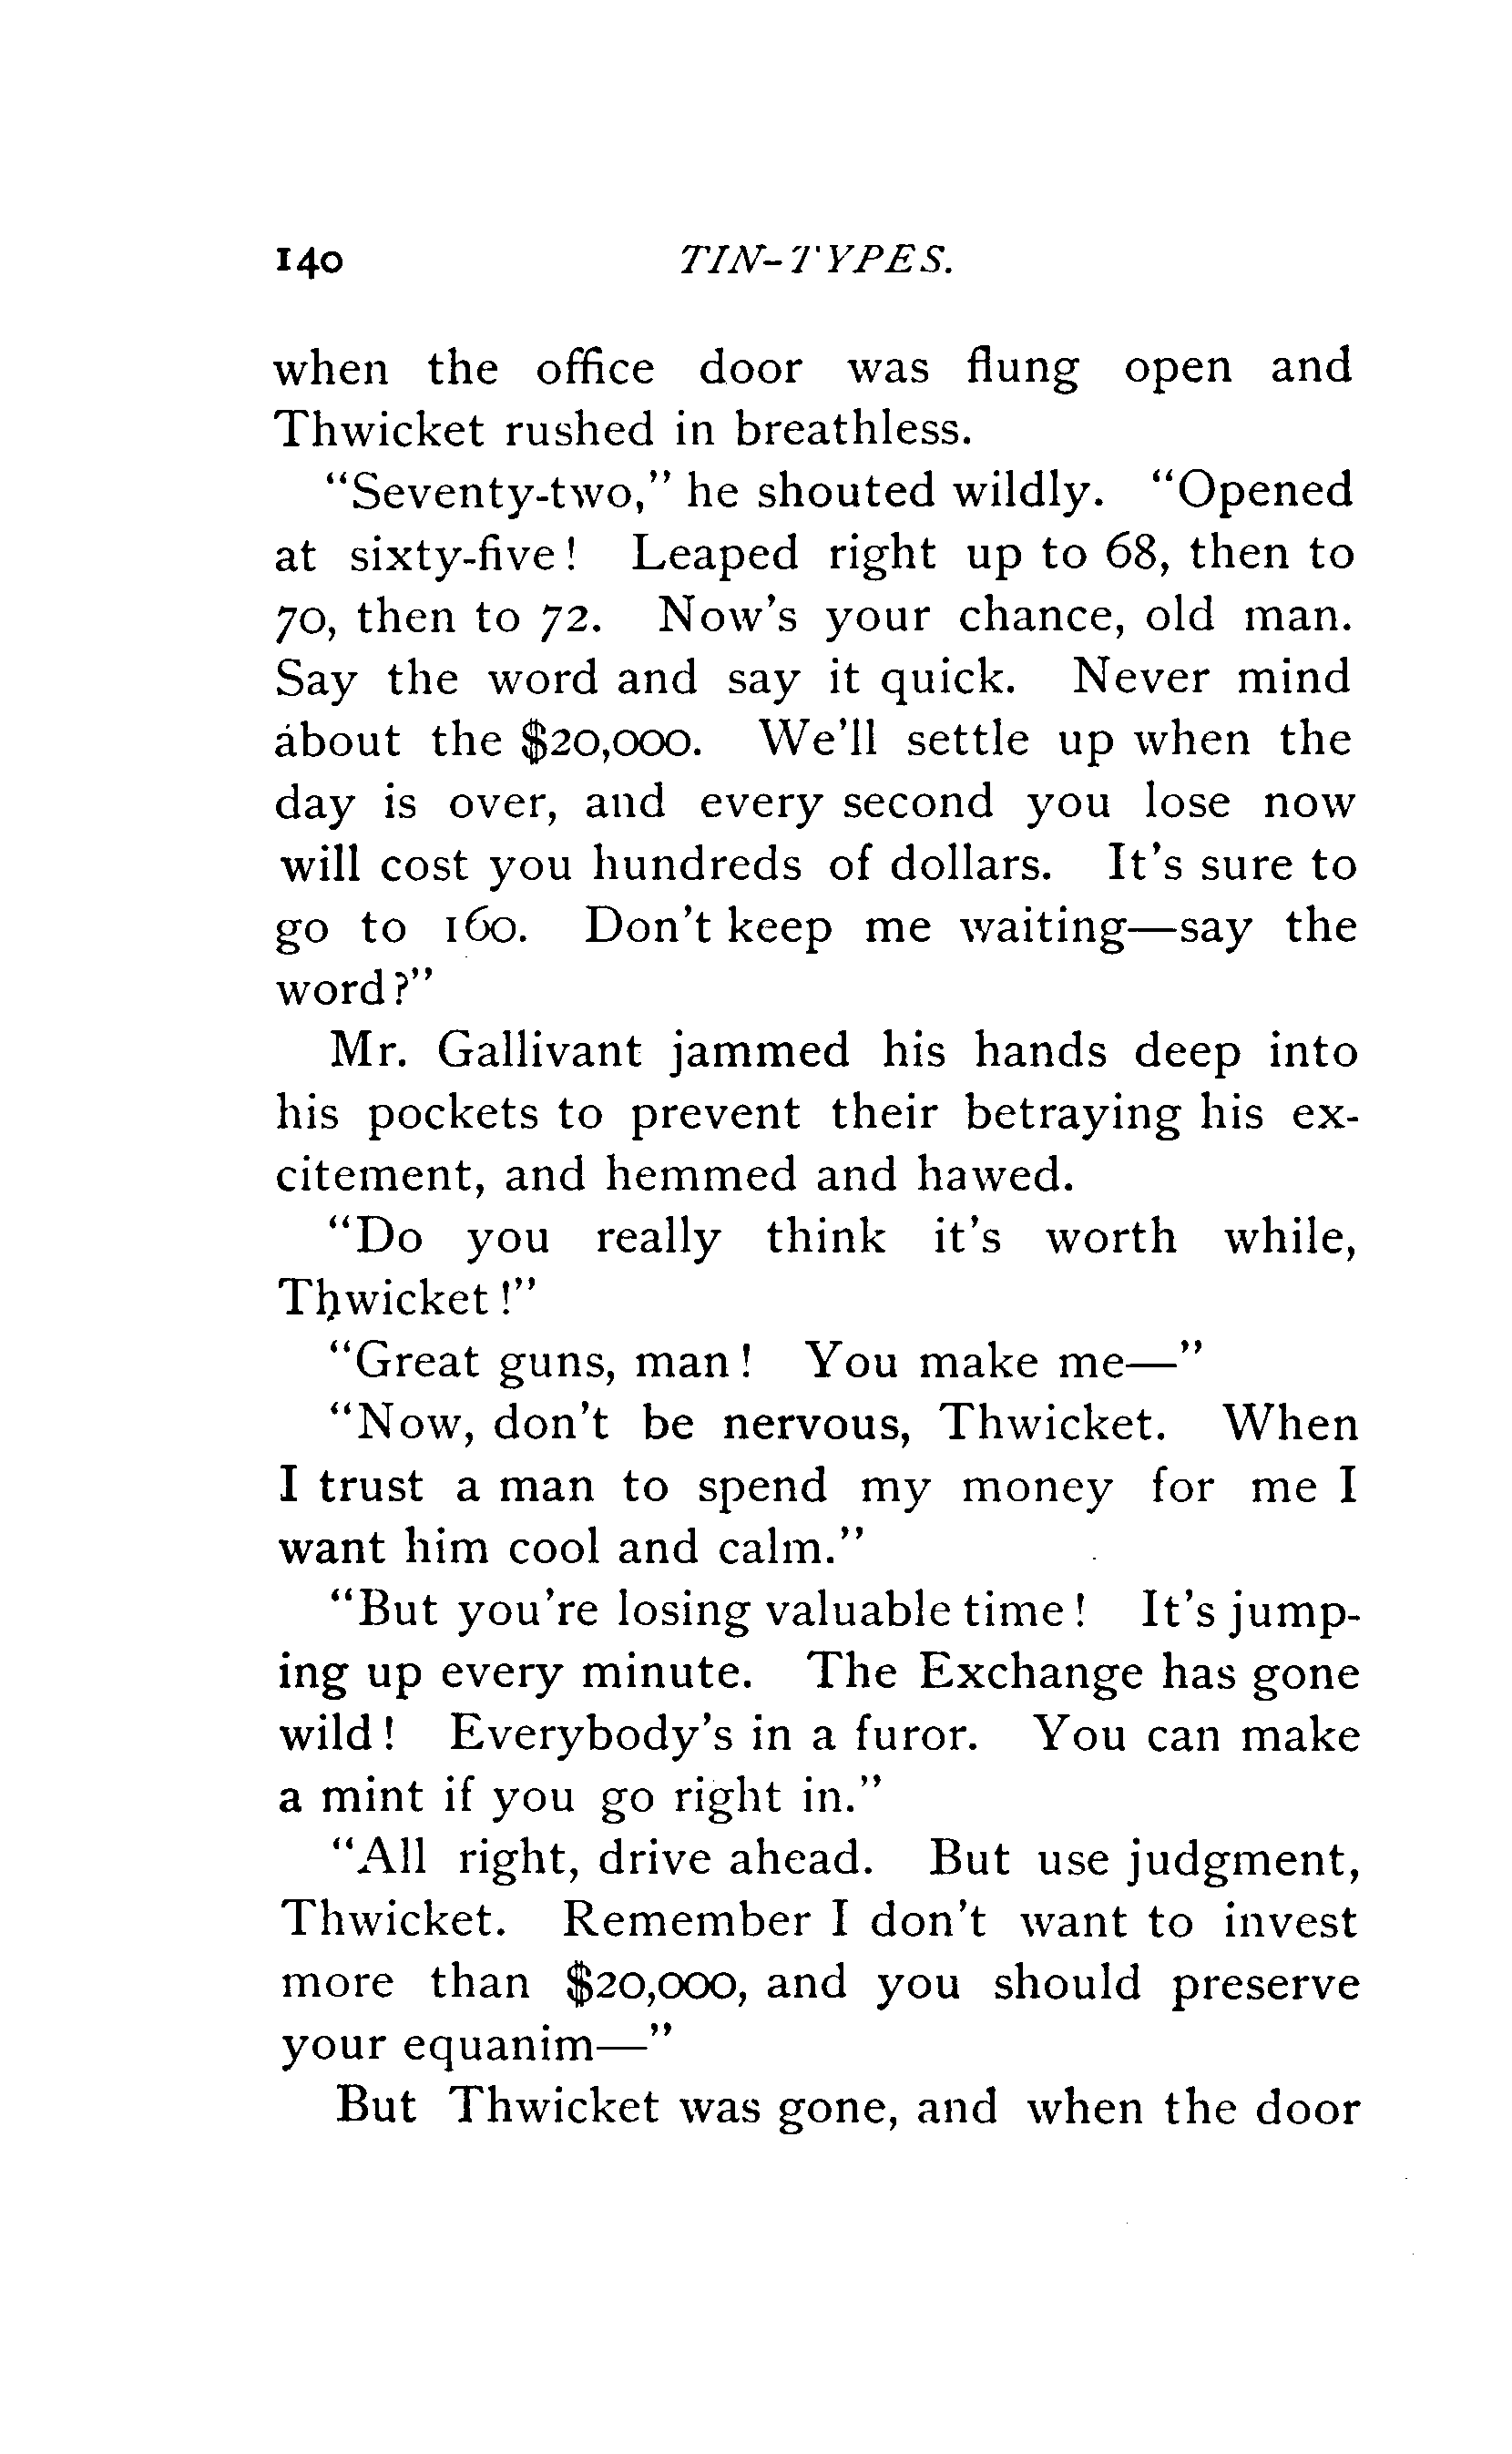 140 TIN-TYPES.
when the office door was flung open and
Thwicket rushed in breathless.
"Seventy-two," he shouted wildly. "Opened
at sixty-five! Leaped right up to 68, then to
70, then to 72. Now's your chance, old man.
Say the word and say it quick. Never mind
about the $20,000. We'll settle up when the
day is over, and every second you lose now
will cost you hundreds of dollars. It's sure to
go to 160. Don't keep me waiting—say the
word?"
Mr. Gallivant jammed his hands deep into
his pockets to prevent their betraying his ex-
citement, and hemmed and hawed.
"Do you really think it's worth while,
Thwicket!"
"Great guns, man! You make me—"
"Now, don't be nervous, Thwicket. When
I trust a man to spend my money for me I
want him cool and calm."
"But you're losing valuable time! It's jump-
ing up every minute. The Exchange has gone
wild! Everybody's in a furor. You can make
a mint if you go right in."
"All right, drive ahead. But use judgment,
Thwicket. Remember I don't want to invest
more than $20,000, and you should preserve
your equanim—"
But Thwicket was gone, and when the door